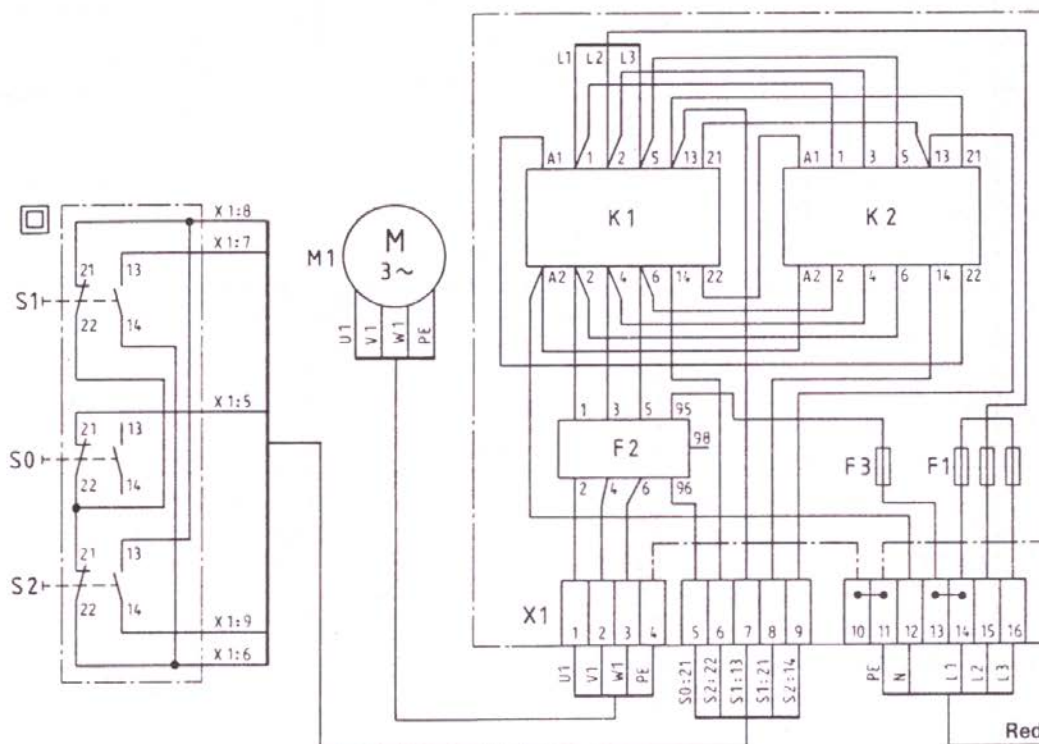 L1 L2 L3
A1 1 2 5 13 21
A1 1 3 5 13 21
K1
K2
A2 2 4 6 14 22
A2 2 4 6 14 22
X1:8
X1:7
21 13
S1
22 14
M1
M
3~
U1 V1 W1 PE
X1:5
21 13
S0
22 14
1 3 5 95
F2
98
2 4 6 96
F3
F1
21 13
S2
22 14
X1:9
X1:6
X1
1 2 3 4
5 6 7 8 9
10 11 12 13 14 15 16
U1 V1 W1 PE
S0:21 S2:22 S1:13 S1:21 S2:14
PE N L1 L2 L3
Red